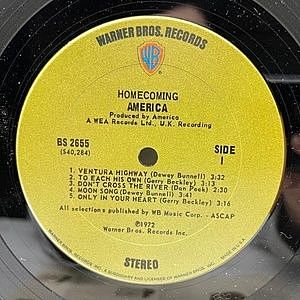 WARNER BROS. RECORDS
WB
HOMECOMING
AMERICA
Produced by America
A WEA Records Ltd., U.K. Recording
BS 2655
(S40,284)
SIDE
1
1. VENTURA HIGHWAY (Dewey Bunnell) 3:32
2. TO EACH HIS OWN (Gerry Beckley) 3:13
3. DON'T CROSS THE RIVER (Dan Peek) 2:30
4. MOON SONG (Dewey Bunnell) 3:41
5. ONLY IN YOUR HEART (Gerry Beckley) 3:16
All selections published by WB Music Corp. - ASCAP
℗1972
Warner Bros. Records Inc.
STEREO